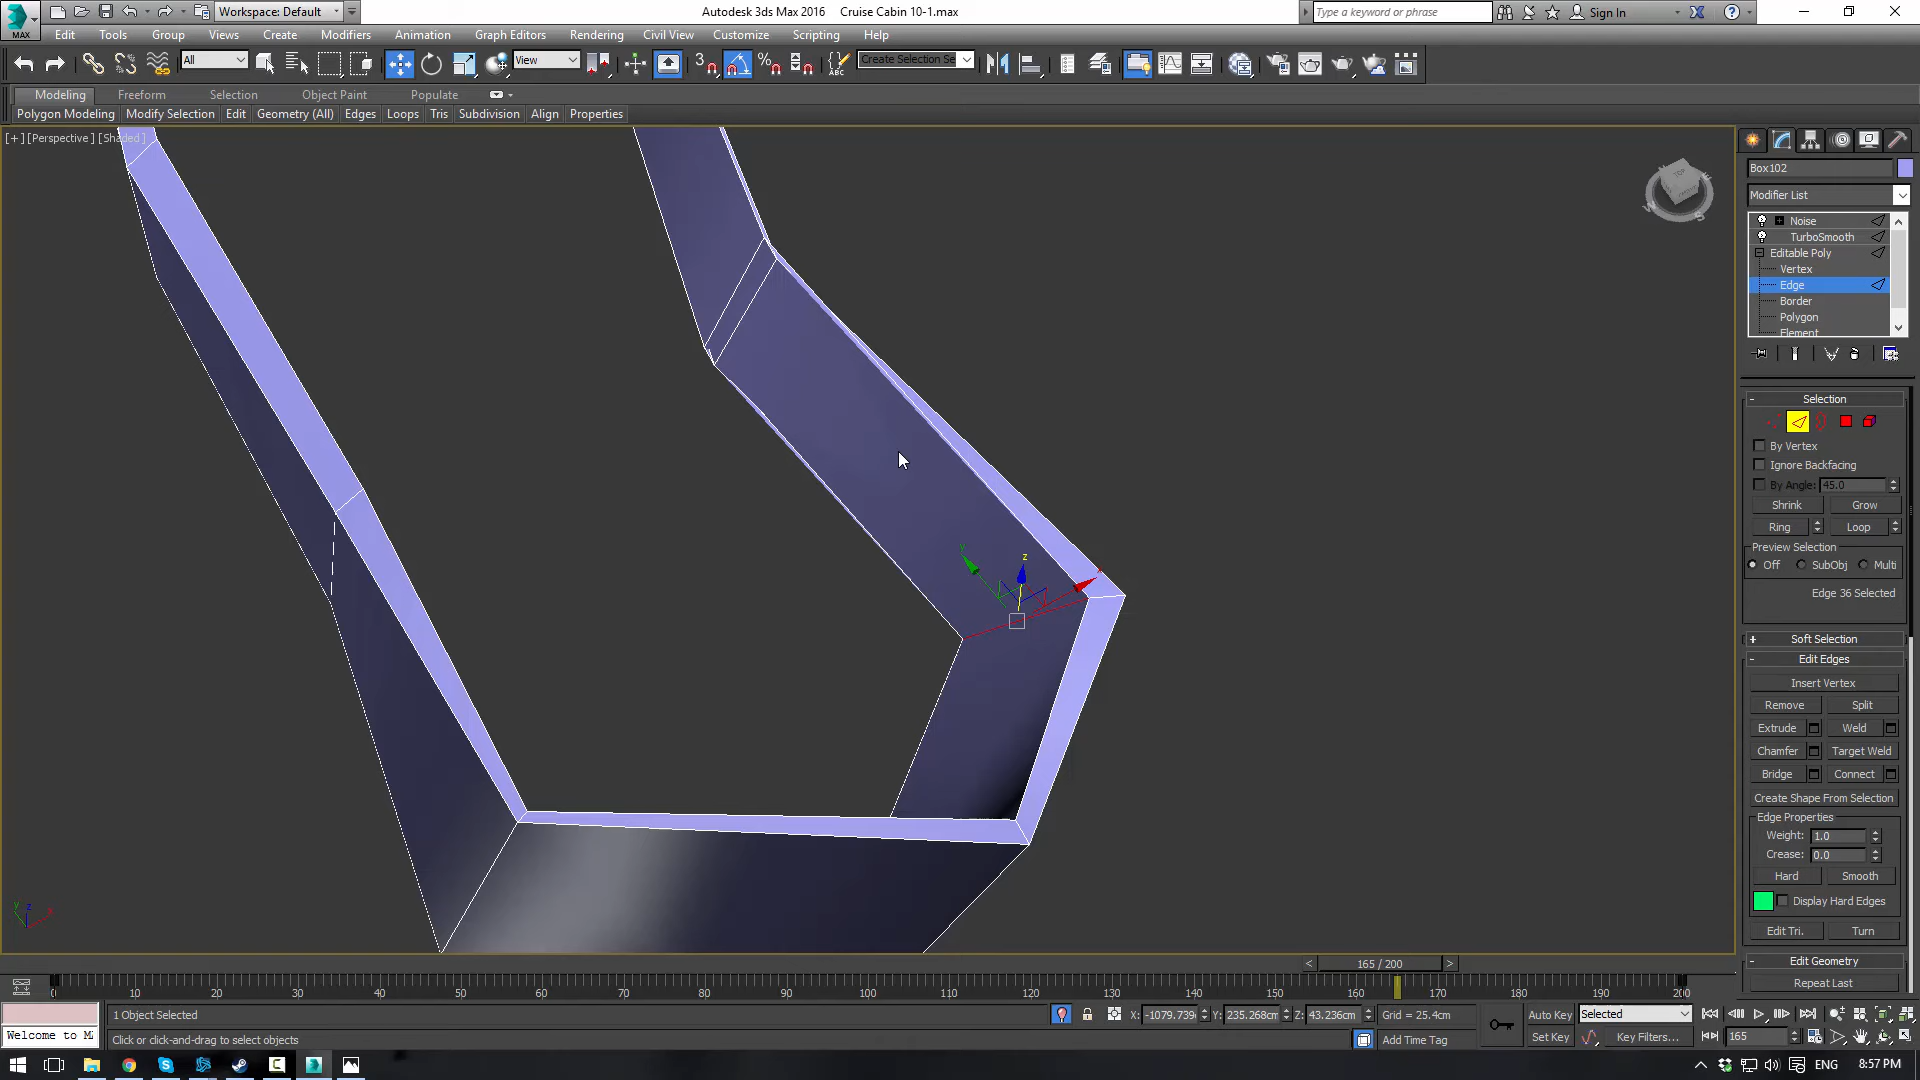 MAX
Workspace: Default
Autodesk 3ds Max 2016 Cruise Cabin 10-1.max
Type a keyword or phrase
Sign In
Edit Tools Group Views Create Modifiers Animation Graph Editors Rendering Civil View Customize Scripting Help
All
View
3
Create Selection Se
Modeling Freeform Selection Object Paint Populate
Polygon Modeling Modify Selection Edit Geometry (All) Edges Loops Tris Subdivision Align Properties
[+] [Perspective] [Shaded]
Box102
Modifier List
Noise
TurboSmooth
Editable Poly
Vertex
Edge
Border
Polygon
Element
Selection
By Vertex
Ignore Backfacing
By Angle: 45.0
Shrink Grow
Ring Loop
Preview Selection
Off SubObj Multi
Edge 36 Selected
Soft Selection
Edit Edges
Insert Vertex
Remove Split
Extrude Weld
Chamfer Target Weld
Bridge Connect
Create Shape From Selection
Edge Properties
Weight: 1.0
Crease: 0.0
Hard Smooth
Display Hard Edges
Edit Tri. Turn
Edit Geometry
Repeat Last
< 165 / 200 >
0 10 20 30 40 50 60 70 80 90 100 110 120 130 140 150 160 170 180 190 200
1 Object Selected
X: -1079.739 Y: 235.268cm Z: 43.236cm Grid = 25.4cm
Auto Key Selected
Welcome to M
Click or click-and-drag to select objects
Add Time Tag
Set Key Key Filters... 165
ENG 8:57 PM